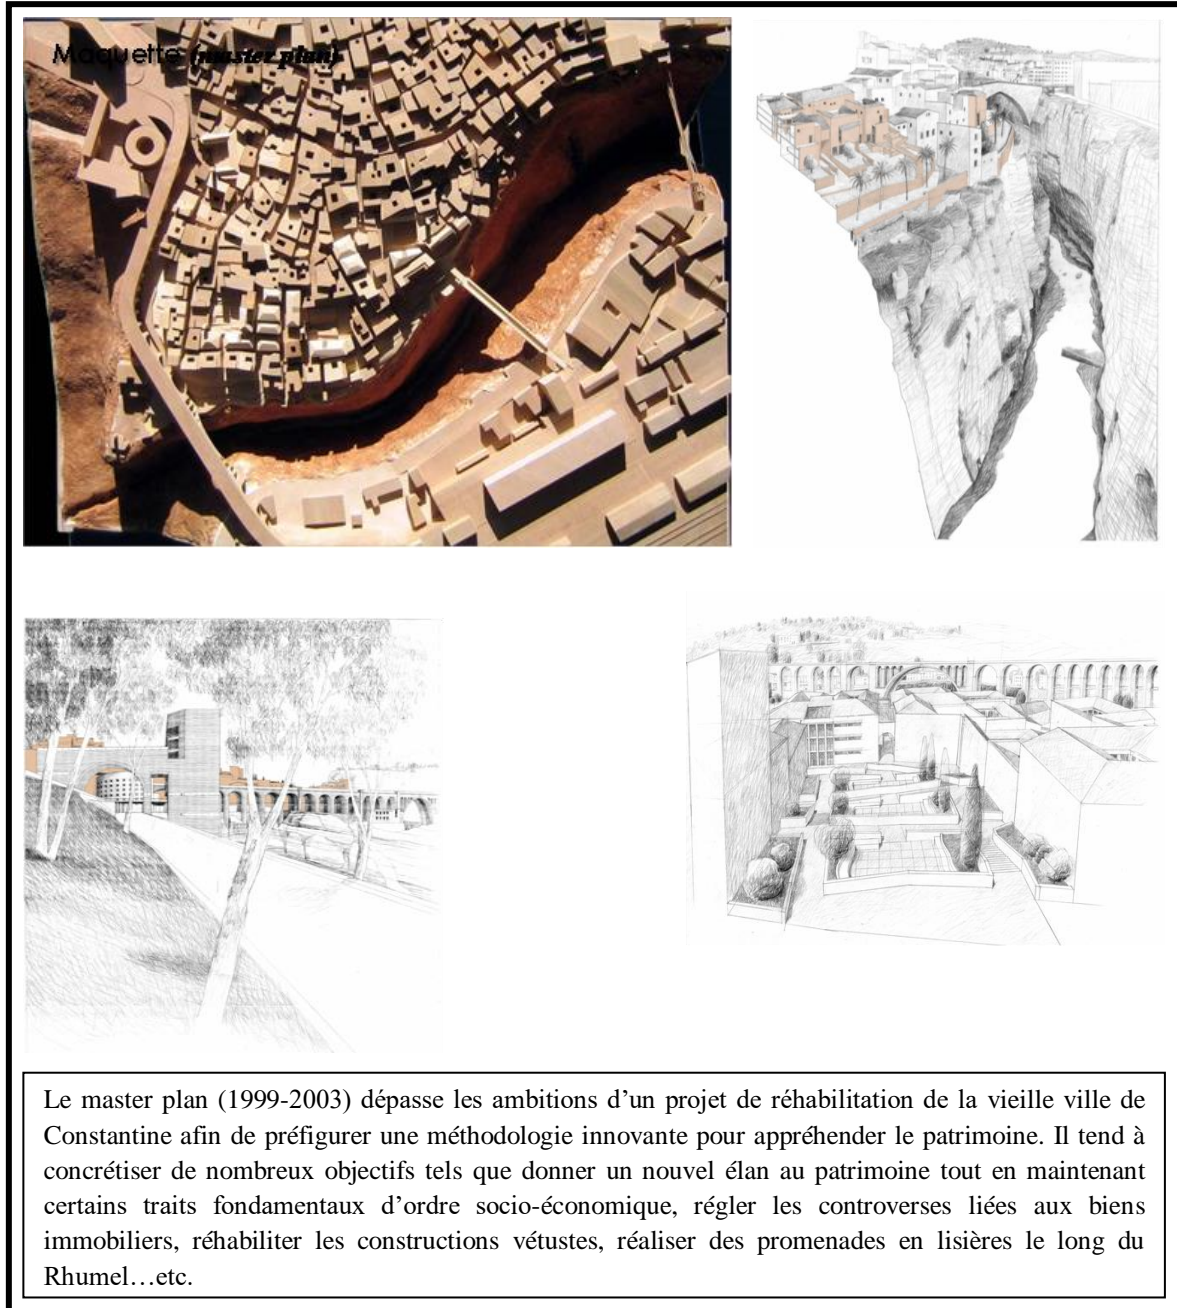 Maquette (master plan)
Le master plan (1999-2003) dépasse les ambitions d’un projet de réhabilitation de la vieille ville de
Constantine afin de préfigurer une méthodologie innovante pour appréhender le patrimoine. Il tend à
concrétiser de nombreux objectifs tels que donner un nouvel élan au patrimoine tout en maintenant
certains traits fondamentaux d’ordre socio-économique, régler les controverses liées aux biens
immobiliers, réhabiliter les constructions vétustes, réaliser des promenades en lisières le long du
Rhumel…etc.